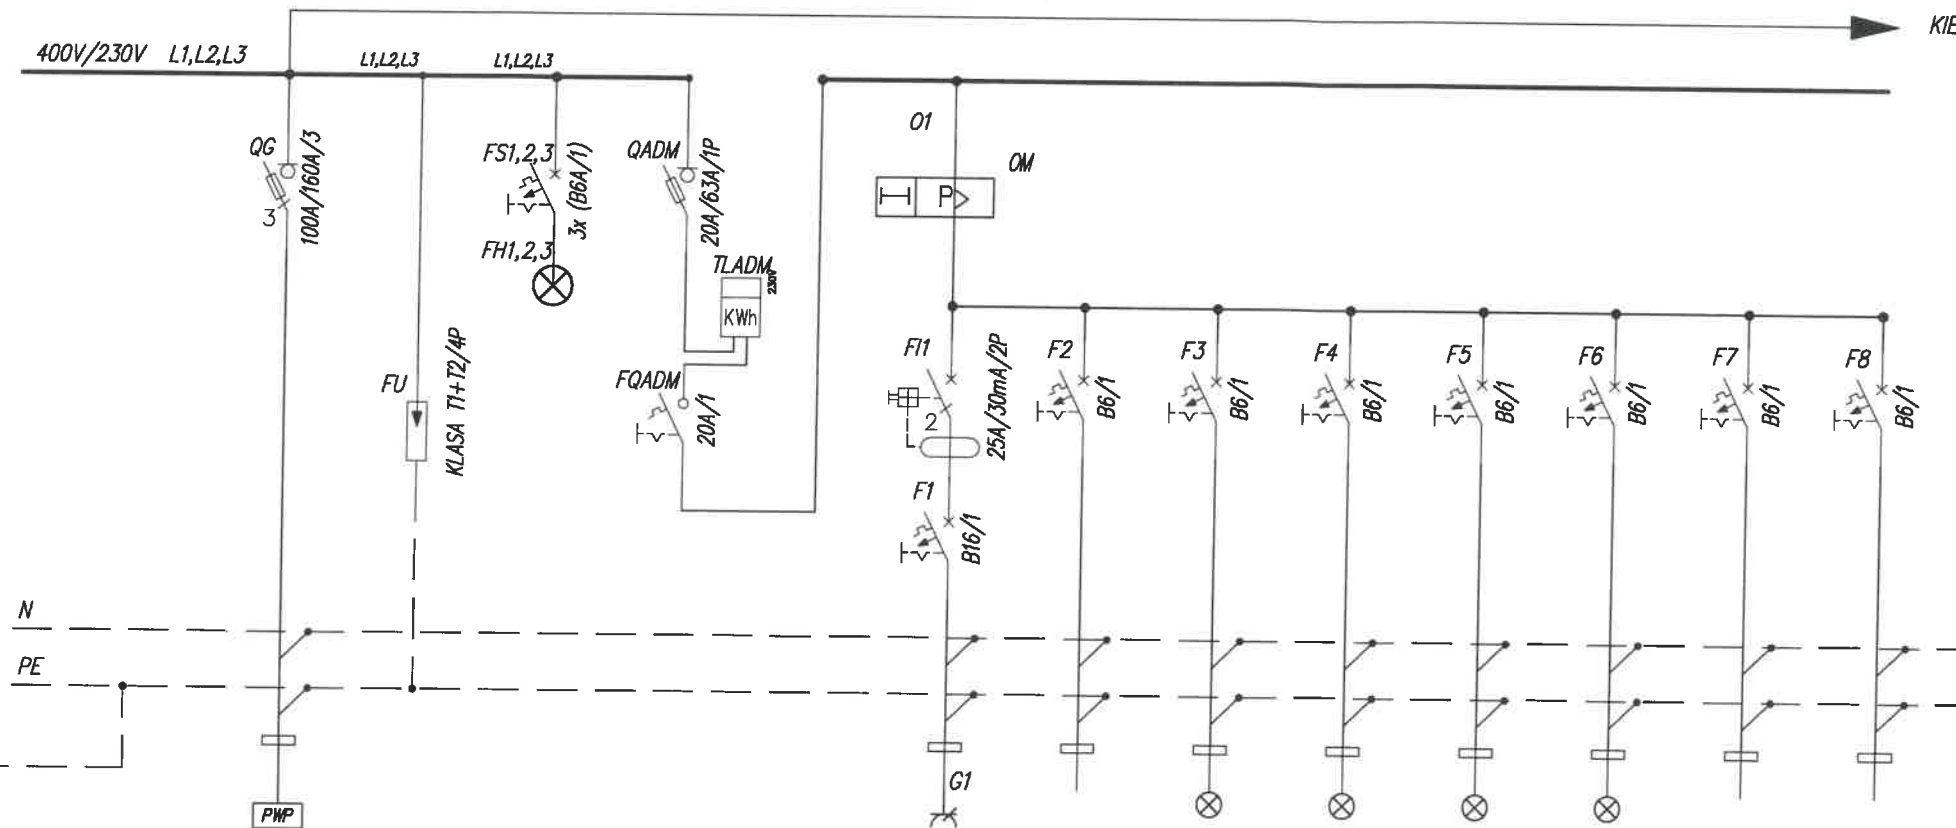 KIE
400V/230V L1,L2,L3
L1,L2,L3
L1,L2,L3
O1
QG
100A/160A/3
3
FS1,2,3
3x (B6A/1)
FH1,2,3
QADM
20A/63A/1P
OM
P
TLADM
230V
KWh
FU
KLASA T1+T2/4P
FQADM
20A/1
FI1
25A/30mA/2P
2
F1
B16/1
F2
B6/1
F3
B6/1
F4
B6/1
F5
B6/1
F6
B6/1
F7
B6/1
F8
B6/1
N
PE
G1
PWP